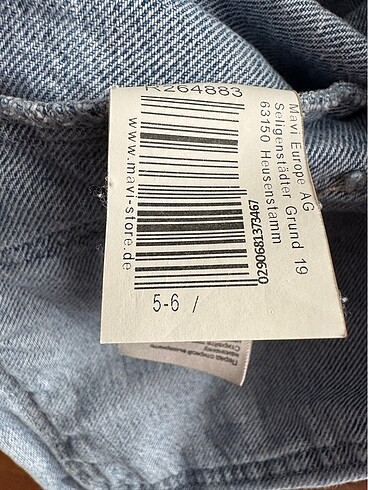 R264883
Mavi Europe AG
Seligenstädter Grund 19
63150 Heusenstamm
0290681373467
www.mavi-store.de
5-6 /